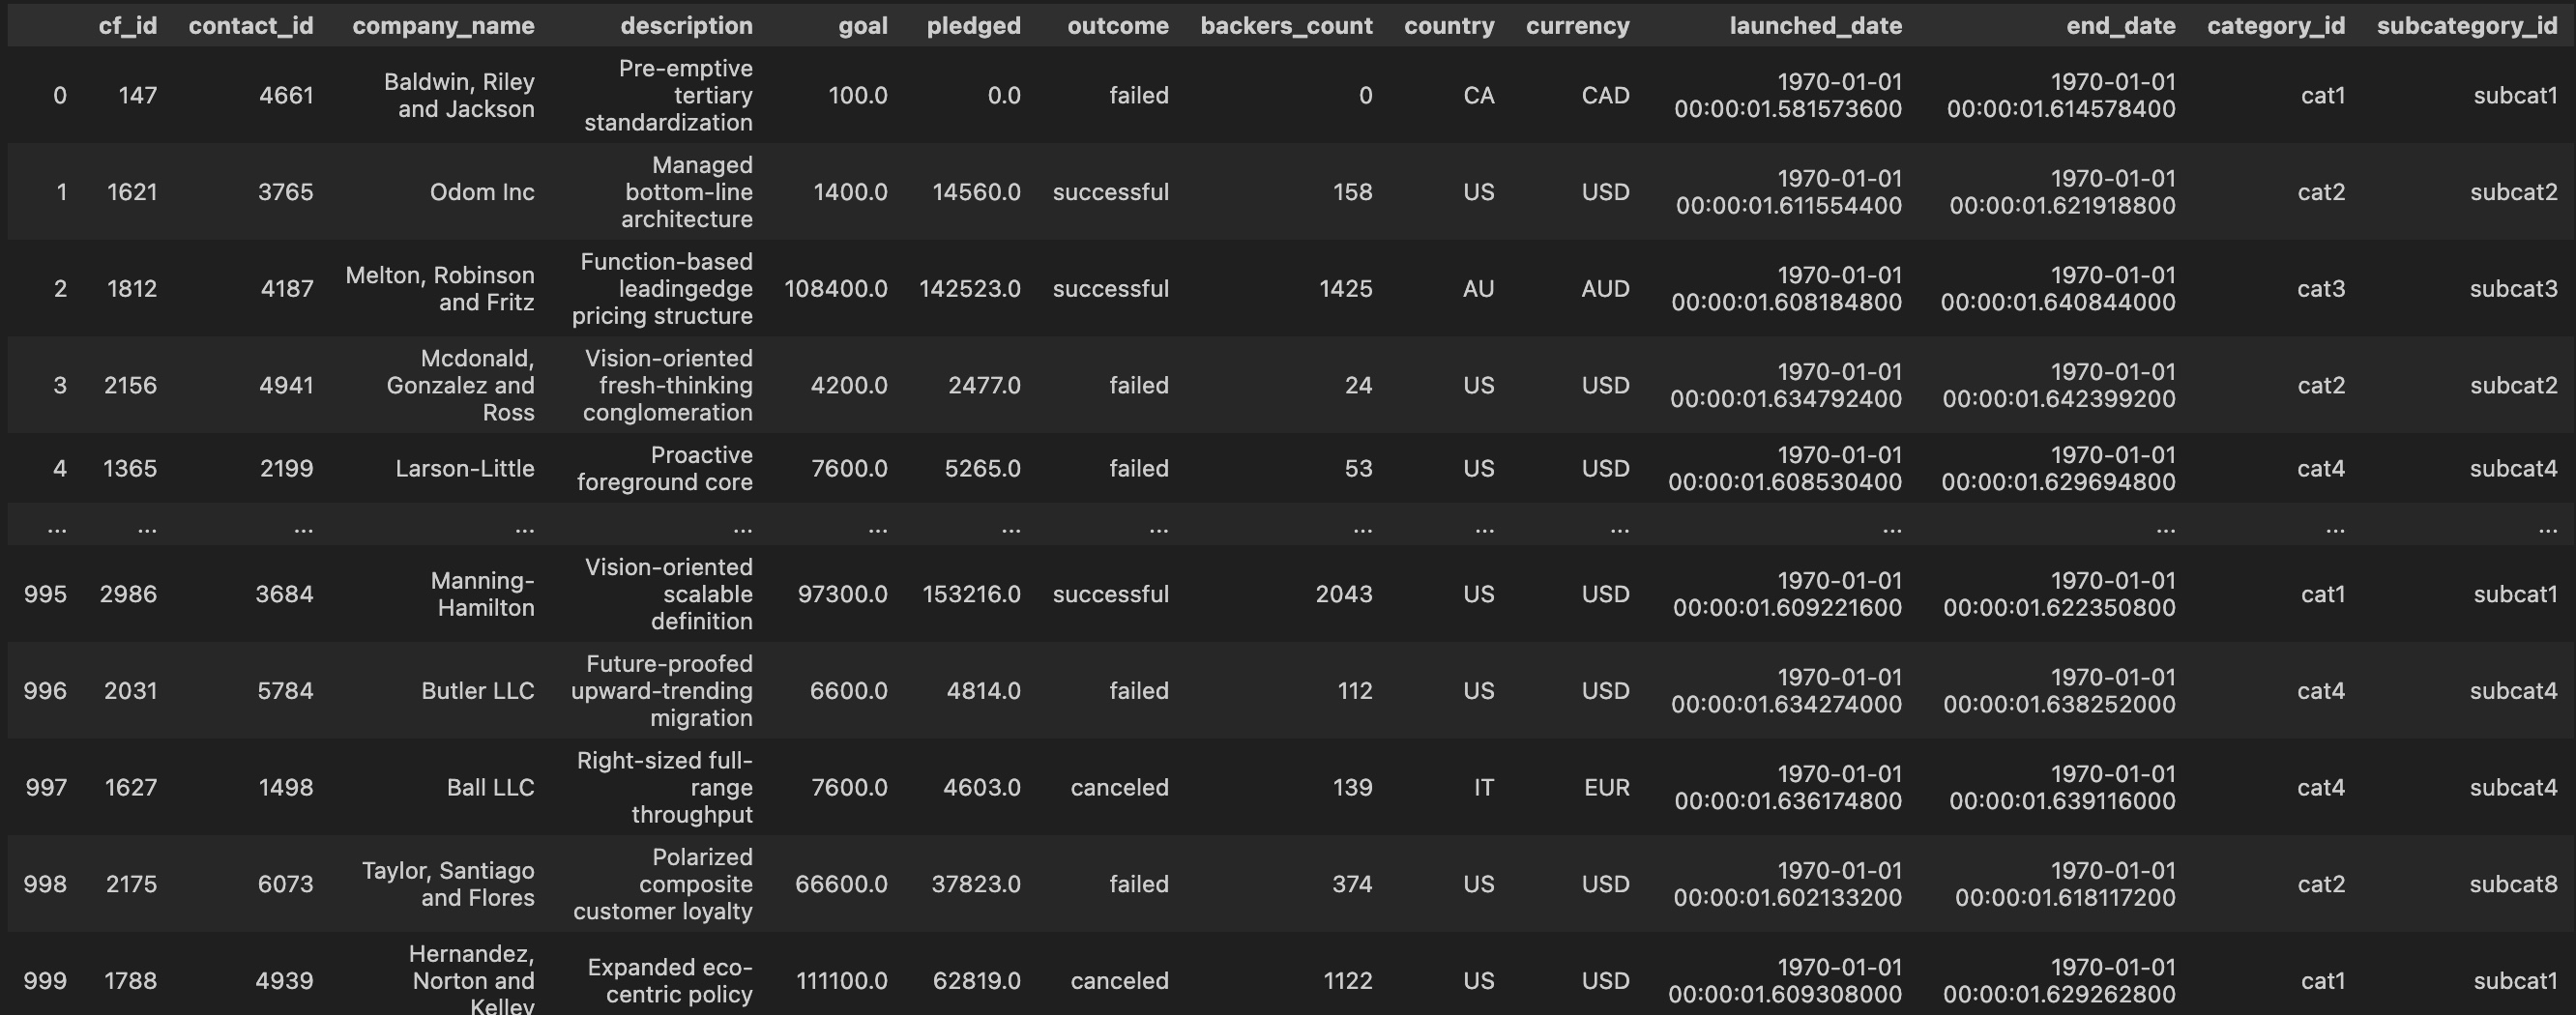 cf_id contact_id company_name description goal pledged outcome backers_count country currency launched_date end_date category_id subcategory_id
0 147 4661 Baldwin, Riley and Jackson Pre-emptive tertiary standardization 100.0 0.0 failed 0 CA CAD 1970-01-01 00:00:01.581573600 1970-01-01 00:00:01.614578400 cat1 subcat1
1 1621 3765 Odom Inc Managed bottom-line architecture 1400.0 14560.0 successful 158 US USD 1970-01-01 00:00:01.611554400 1970-01-01 00:00:01.621918800 cat2 subcat2
2 1812 4187 Melton, Robinson and Fritz Function-based leadingedge pricing structure 108400.0 142523.0 successful 1425 AU AUD 1970-01-01 00:00:01.608184800 1970-01-01 00:00:01.640844000 cat3 subcat3
3 2156 4941 Mcdonald, Gonzalez and Ross Vision-oriented fresh-thinking conglomeration 4200.0 2477.0 failed 24 US USD 1970-01-01 00:00:01.634792400 1970-01-01 00:00:01.642399200 cat2 subcat2
4 1365 2199 Larson-Little Proactive foreground core 7600.0 5265.0 failed 53 US USD 1970-01-01 00:00:01.608530400 1970-01-01 00:00:01.629694800 cat4 subcat4
... ... ... ... ... ... ... ... ... ... ... ... ... ... ...
995 2986 3684 Manning-Hamilton Vision-oriented scalable definition 97300.0 153216.0 successful 2043 US USD 1970-01-01 00:00:01.609221600 1970-01-01 00:00:01.622350800 cat1 subcat1
996 2031 5784 Butler LLC Future-proofed upward-trending migration 6600.0 4814.0 failed 112 US USD 1970-01-01 00:00:01.634274000 1970-01-01 00:00:01.638252000 cat4 subcat4
997 1627 1498 Ball LLC Right-sized full-range throughput 7600.0 4603.0 canceled 139 IT EUR 1970-01-01 00:00:01.636174800 1970-01-01 00:00:01.639116000 cat4 subcat4
998 2175 6073 Taylor, Santiago and Flores Polarized composite customer loyalty 66600.0 37823.0 failed 374 US USD 1970-01-01 00:00:01.602133200 1970-01-01 00:00:01.618117200 cat2 subcat8
999 1788 4939 Hernandez, Norton and Kelley Expanded eco-centric policy 111100.0 62819.0 canceled 1122 US USD 1970-01-01 00:00:01.609308000 1970-01-01 00:00:01.629262800 cat1 subcat1